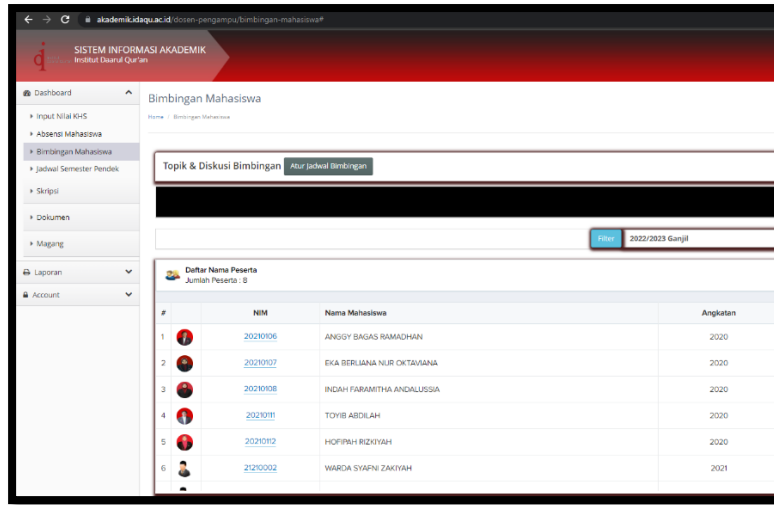 akademik.idaqu.ac.id/dosen-pengampu/bimbingan-mahasiswa#
SISTEM INFORMASI AKADEMIK
Institut Daarul Qur'an
Dashboard
Input Nilai KHS
Absensi Mahasiswa
Bimbingan Mahasiswa
Jadwal Semester Pendek
Skripsi
Dokumen
Magang
Laporan
Account
Bimbingan Mahasiswa
Home / Bimbingan Mahasiswa
Topik & Diskusi Bimbingan Atur Jadwal Bimbingan
Filter 2022/2023 Ganjil
Daftar Nama Peserta
Jumlah Peserta : 8
# NIM Nama Mahasiswa Angkatan
1 20210106 ANGGY BAGAS RAMADHAN 2020
2 20210107 EKA BERLIANA NUR OKTAVIANA 2020
3 20210108 INDAH FARAMITHA ANDALUSSIA 2020
4 20210111 TOYIB ABDILAH 2020
5 20210112 HOFIPAH RIZKIYAH 2020
6 21210002 WARDA SYAFNI ZAKIYAH 2021